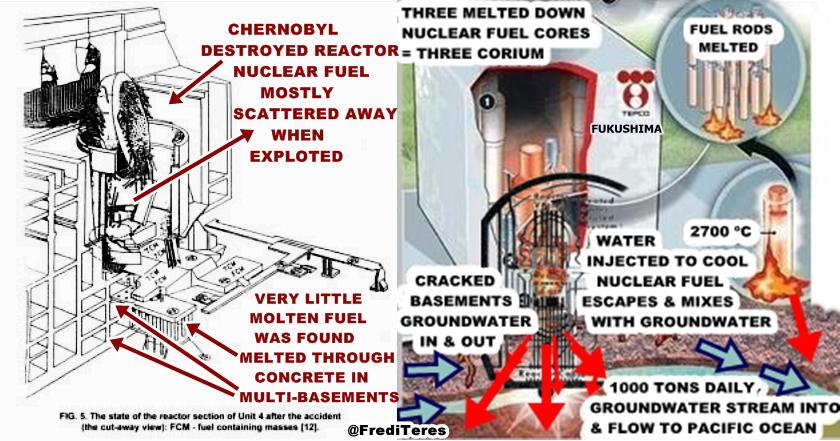 CHERNOBYL
DESTROYED REACTOR
NUCLEAR FUEL
MOSTLY
SCATTERED AWAY
WHEN
EXPLOTED
FCM
FCM
FCM
VERY LITTLE
MOLTEN FUEL
WAS FOUND
MELTED THROUGH
CONCRETE IN
MULTI-BASEMENTS
FIG. 5. The state of the reactor section of Unit 4 after the accident
(the cut-away view): FCM - fuel containing masses [12].
@FrediTeres
THREE MELTED DOWN
NUCLEAR FUEL CORES
= THREE CORIUM
1
TEPCO
FUKUSHIMA
FUEL RODS
MELTED
2700 °C
WATER
INJECTED TO COOL
NUCLEAR FUEL
ESCAPES & MIXES
WITH GROUNDWATER
CRACKED
BASEMENTS
GROUNDWATER
IN & OUT
1000 TONS DAILY,
GROUNDWATER STREAM INTO
& FLOW TO PACIFIC OCEAN